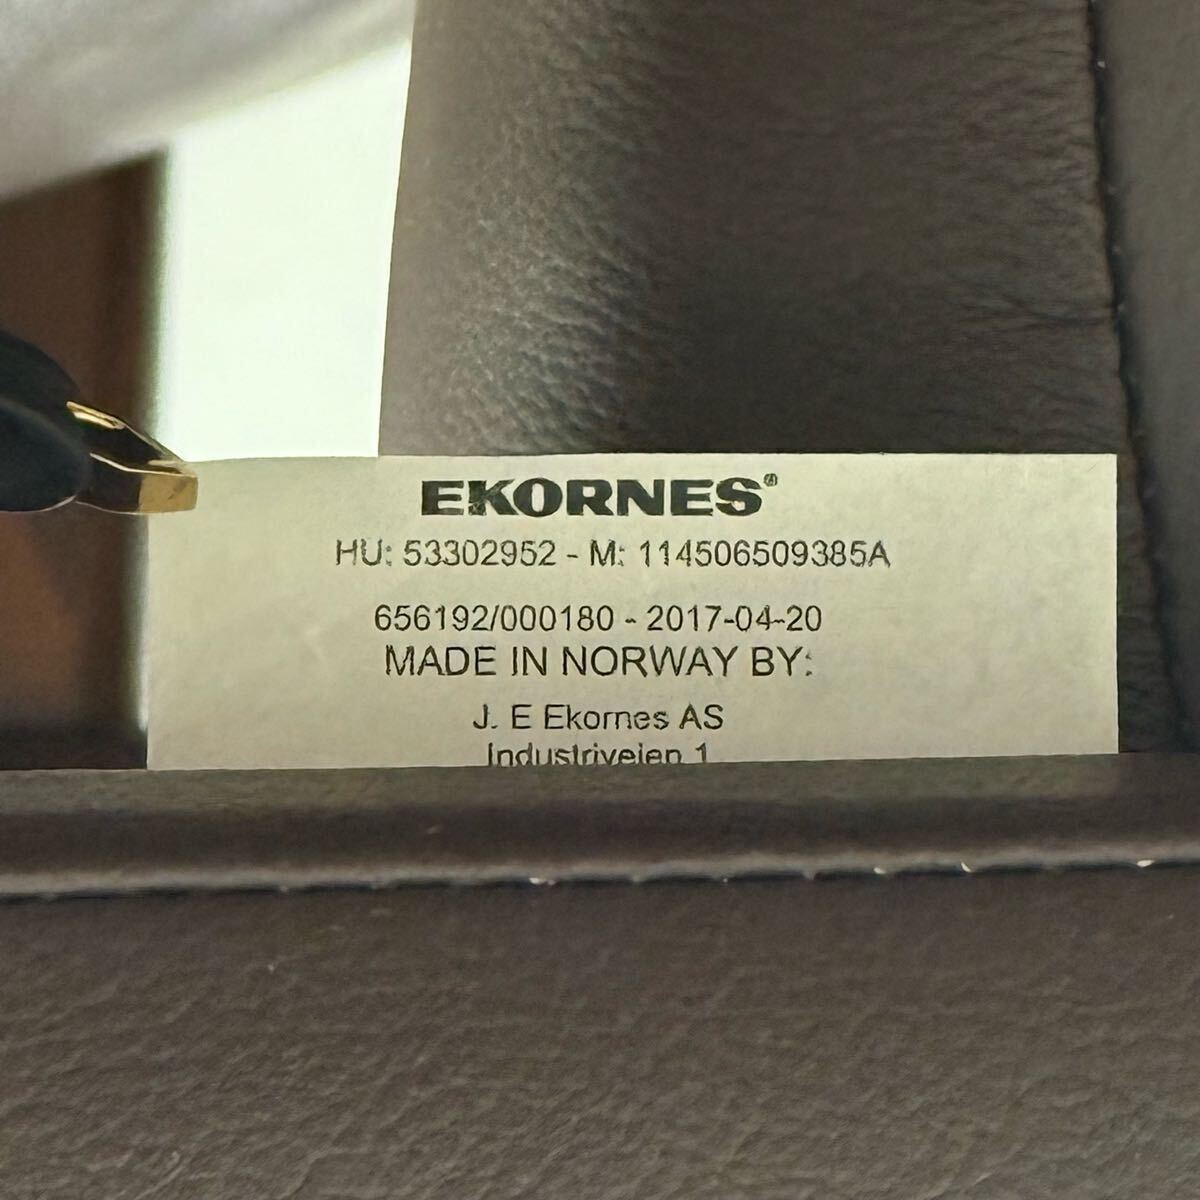 EKORNES®
HU: 53302952 - M: 114506509385A
656192/000180 - 2017-04-20
MADE IN NORWAY BY:
J. E Ekornes AS
Industriveien 1